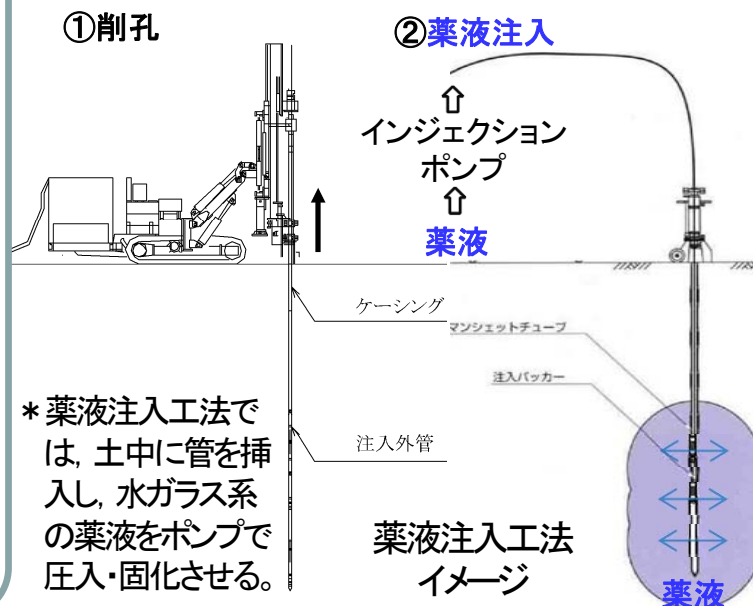 ①削孔
②薬液注入
インジェクション
ポンプ
薬液
ケーシング
マンシェットチューブ
注入パッカー
注入外管
＊薬液注入工法で
は，土中に管を挿
入し，水ガラス系
の薬液をポンプで
圧入・固化させる。
薬液注入工法
イメージ
薬液